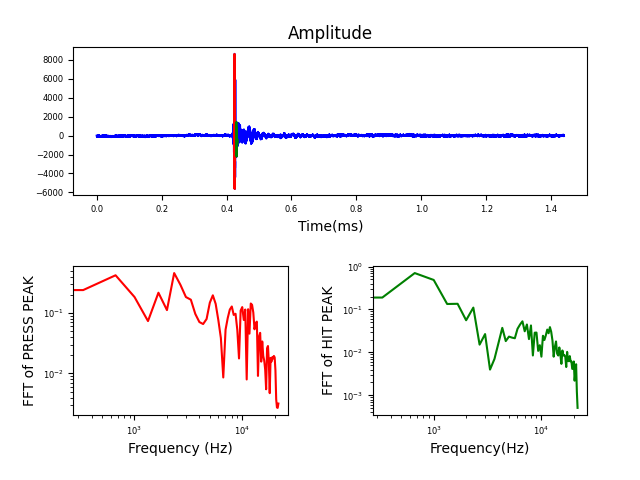 Amplitude
8000
6000
4000
2000
0
−2000
−4000
−6000
0.0 0.2 0.4 0.6 0.8 1.0 1.2 1.4
Time(ms)
FFT of PRESS PEAK
10⁻¹
10⁻²
10³ 10⁴
Frequency (Hz)
FFT of HIT PEAK
10⁰
10⁻¹
10⁻²
10⁻³
10³ 10⁴
Frequency(Hz)